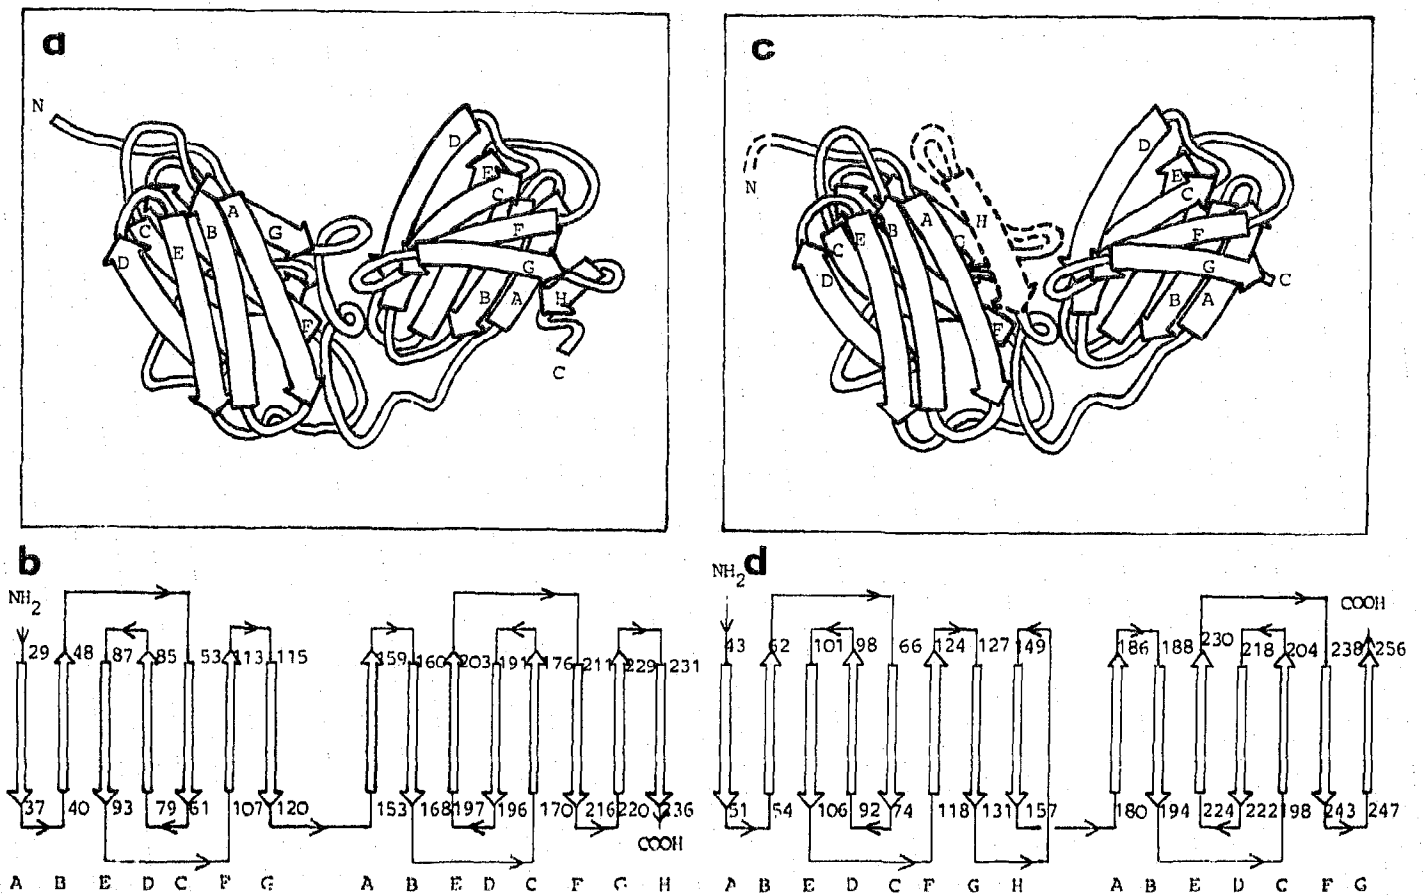 a
N
D
E
C
F
G
B A H
C
C E B A G
D
F
c
N
D
E
C
F
G
B A
C
C E B A G H
D
F
b
NH2
29 48 87 85 53 113 115 159 160 203 191 176 211 229 231
37 40 93 79 61 107 120 153 168 197 196 170 216 220 236
COOH
A B E D C F G A B E D C F G H
d
NH2
COOH
43 62 101 98 66 124 127 149 186 188 230 218 204 238 256
51 54 106 92 74 118 131 157 180 194 224 222 198 243 247
A B E D C F G H A B E D C F G